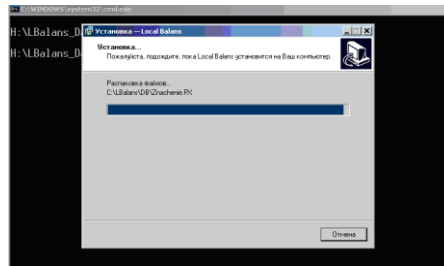 C:\WINDOWS\system32\cmd.exe
H:\LBalans_D
H:\LBalans_D
Установка — Local Balans
Установка...
Пожалуйста, подождите, пока Local Balans установится на Ваш компьютер.
Распаковка файлов...
C:\LBalans\DB\Znachenie.PX
Отмена